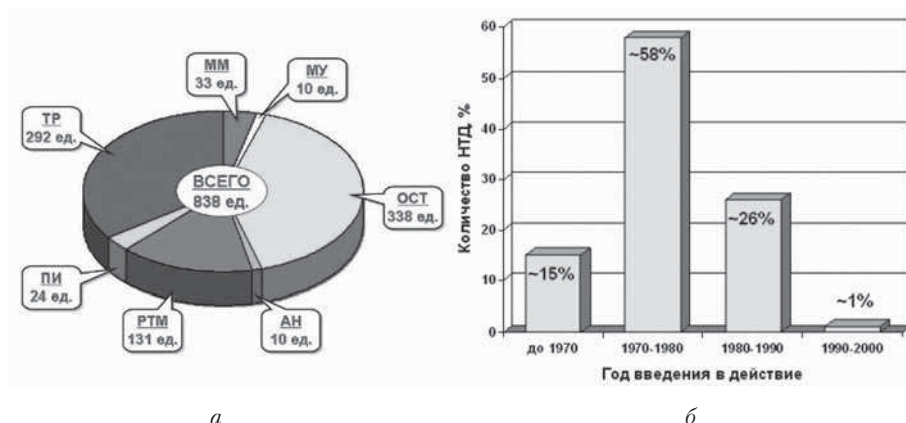 ММ
33 ед.
МУ
10 ед.
ТР
292 ед.
ВСЕГО
838 ед.
ОСТ
338 ед.
ПИ
24 ед.
РТМ
131 ед.
АН
10 ед.
а
Количество НТД, %
60
50
40
30
20
10
0
~15%
~58%
~26%
~1%
до 1970
1970-1980
1980-1990
1990-2000
Год введения в действие
б